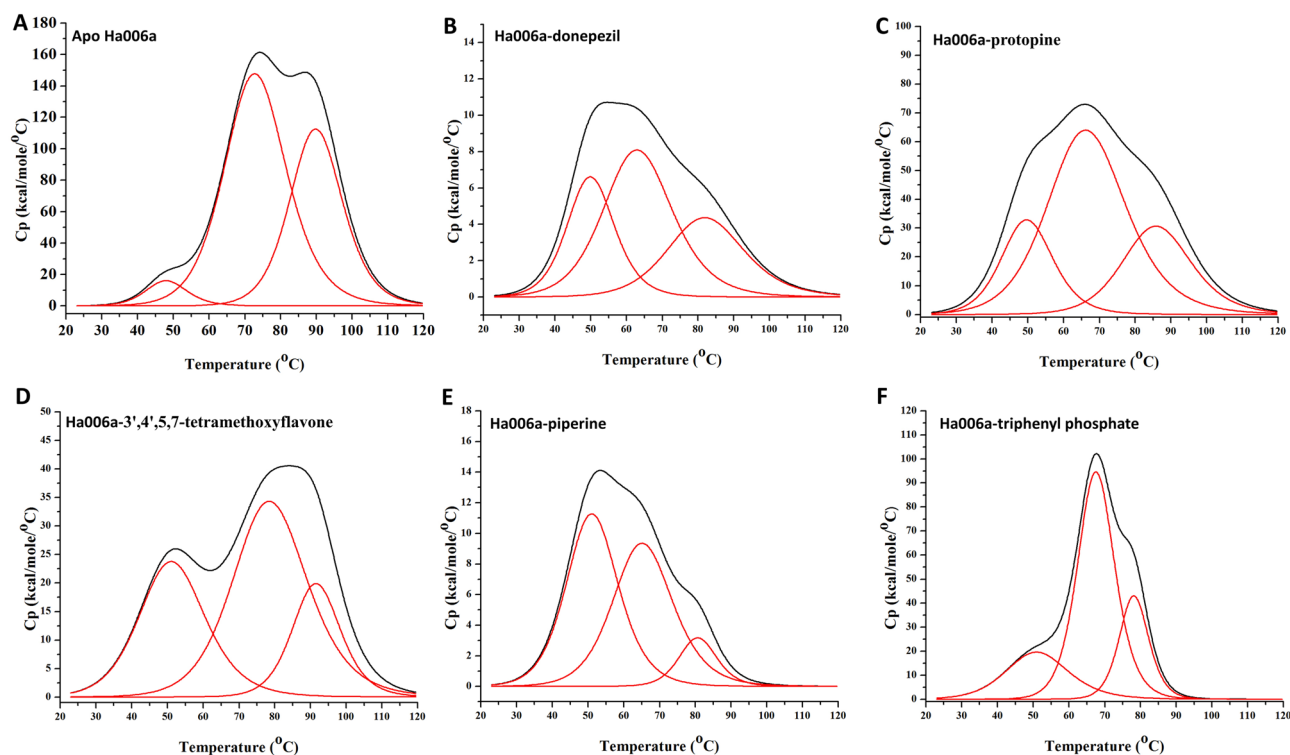 A
Apo Ha006a
180
160
140
120
100
80
60
40
20
0
Cp (kcal/mole/°C)
20 30 40 50 60 70 80 90 100 110 120
Temperature (°C)
B
Ha006a-donepezil
14
12
10
8
6
4
2
0
Cp (kcal/mole/°C)
20 30 40 50 60 70 80 90 100 110 120
Temperature (°C)
C
Ha006a-protopine
100
90
80
70
60
50
40
30
20
10
0
Cp (kcal/mole/°C)
20 30 40 50 60 70 80 90 100 110 120
Temperature (°C)
D
Ha006a-3',4',5,7-tetramethoxyflavone
50
45
40
35
30
25
20
15
10
5
0
Cp (kcal/mole/°C)
20 30 40 50 60 70 80 90 100 110 120
Temperature (°C)
E
Ha006a-piperine
18
16
14
12
10
8
6
4
2
0
Cp (kcal/mole/°C)
20 30 40 50 60 70 80 90 100 110 120
Temperature (°C)
F
Ha006a-triphenyl phosphate
120
110
100
90
80
70
60
50
40
30
20
10
0
Cp (kcal/mole/°C)
20 30 40 50 60 70 80 90 100 110 120
Temperature (°C)